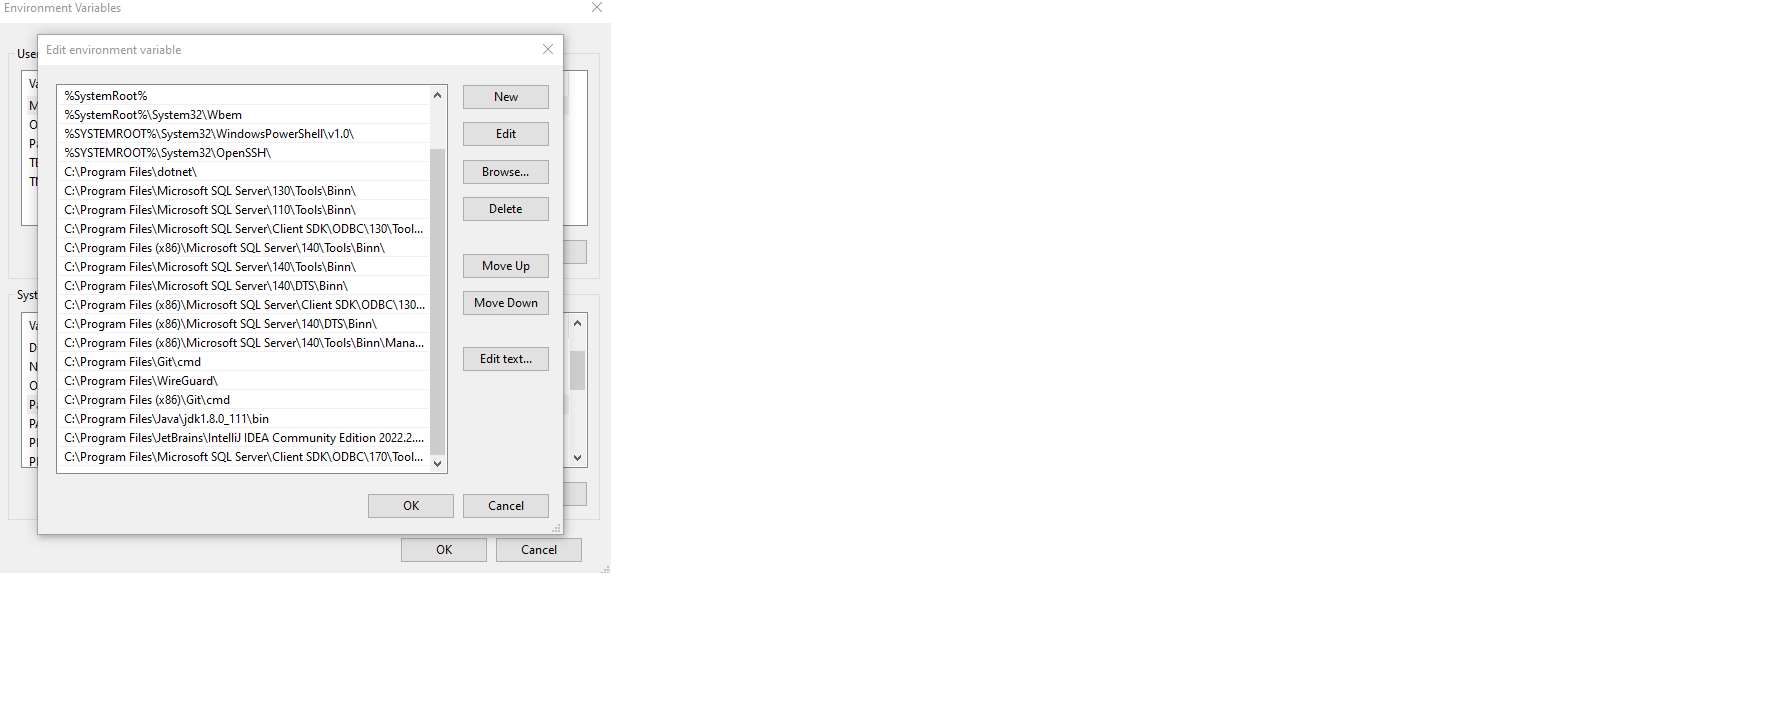 Environment Variables
Edit environment variable
User
%SystemRoot%
New
%SystemRoot%\System32\Wbem
%SYSTEMROOT%\System32\WindowsPowerShell\v1.0\
Edit
%SYSTEMROOT%\System32\OpenSSH\
C:\Program Files\dotnet\
Browse...
C:\Program Files\Microsoft SQL Server\130\Tools\Binn\
C:\Program Files\Microsoft SQL Server\110\Tools\Binn\
Delete
C:\Program Files\Microsoft SQL Server\Client SDK\ODBC\130\Tool...
C:\Program Files (x86)\Microsoft SQL Server\140\Tools\Binn\
C:\Program Files\Microsoft SQL Server\140\Tools\Binn\
Move Up
C:\Program Files\Microsoft SQL Server\140\DTS\Binn\
Syst
C:\Program Files (x86)\Microsoft SQL Server\Client SDK\ODBC\130...
Move Down
C:\Program Files (x86)\Microsoft SQL Server\140\DTS\Binn\
C:\Program Files (x86)\Microsoft SQL Server\140\Tools\Binn\Mana...
C:\Program Files\Git\cmd
Edit text...
C:\Program Files\WireGuard\
C:\Program Files (x86)\Git\cmd
C:\Program Files\Java\jdk1.8.0_111\bin
C:\Program Files\JetBrains\IntelliJ IDEA Community Edition 2022.2....
C:\Program Files\Microsoft SQL Server\Client SDK\ODBC\170\Tool...
OK
Cancel
OK
Cancel